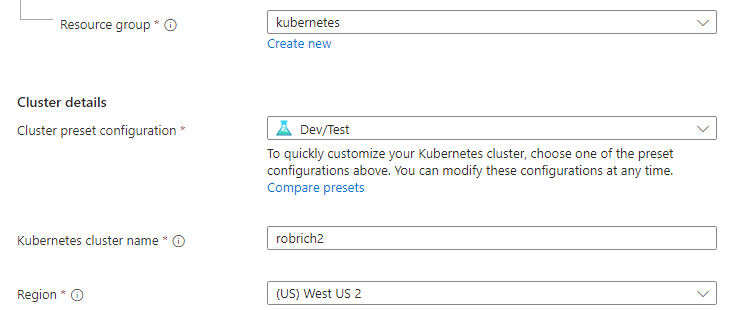 Resource group *
kubernetes
Create new
Cluster details
Cluster preset configuration *
Dev/Test
To quickly customize your Kubernetes cluster, choose one of the preset
configurations above. You can modify these configurations at any time.
Compare presets
Kubernetes cluster name *
robrich2
Region *
(US) West US 2